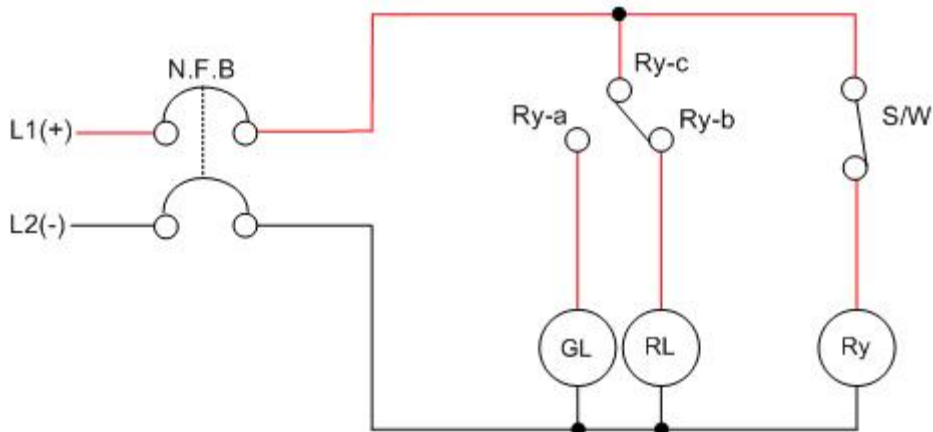 N.F.B
L1(+)
L2(-)
Ry-c
Ry-a
Ry-b
S/W
GL
RL
Ry